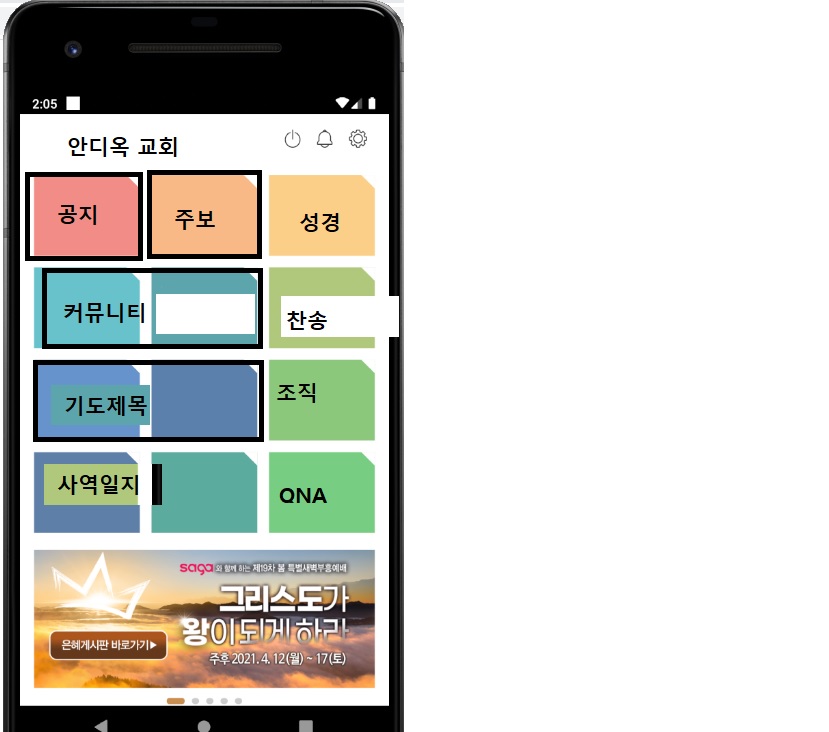 2:05
안디옥 교회
공지 주보 성경
커뮤니티 찬송
기도제목 조직
사역일지 QNA
saga와 함께 하는 제19차 봄 특별새벽부흥예배
그리스도가
왕이되게하라
은혜게시판 바로가기▶
주후 2021. 4. 12(월) ~ 17(토)